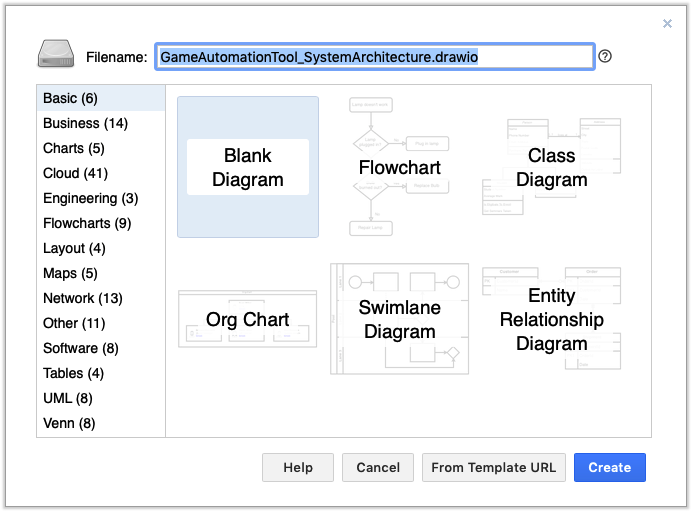 Filename:
GameAutomationTool_SystemArchitecture.drawio
Basic (6)
Business (14)
Charts (5)
Cloud (41)
Engineering (3)
Flowcharts (9)
Layout (4)
Maps (5)
Network (13)
Other (11)
Software (8)
Tables (4)
UML (8)
Venn (8)
Blank
Diagram
Flowchart
Class
Diagram
Org Chart
Swimlane
Diagram
Entity
Relationship
Diagram
Help
Cancel
From Template URL
Create